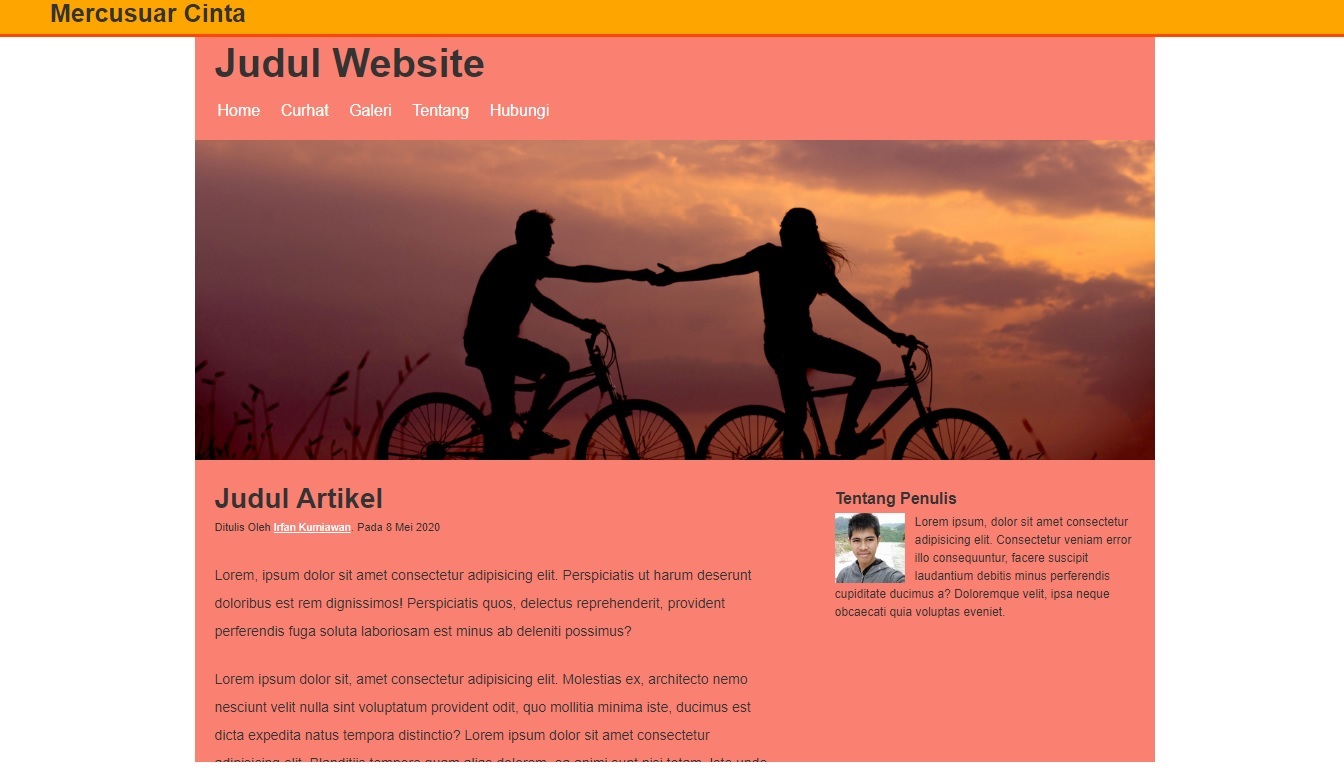 Mercusuar Cinta
Judul Website
Home Curhat Galeri Tentang Hubungi
Judul Artikel
Ditulis Oleh Irfan Kurniawan. Pada 8 Mei 2020
Lorem, ipsum dolor sit amet consectetur adipisicing elit. Perspiciatis ut harum deserunt
doloribus est rem dignissimos! Perspiciatis quos, delectus reprehenderit, provident
perferendis fuga soluta laboriosam est minus ab deleniti possimus?
Lorem ipsum dolor sit, amet consectetur adipisicing elit. Molestias ex, architecto nemo
nesciunt velit nulla sint voluptatum provident odit, quo mollitia minima iste, ducimus est
dicta expedita natus tempora distinctio? Lorem ipsum dolor sit amet consectetur
Tentang Penulis
Lorem ipsum, dolor sit amet consectetur
adipisicing elit. Consectetur veniam error
illo consequuntur, facere suscipit
laudantium debitis minus perferendis
cupiditate ducimus a? Doloremque velit, ipsa neque
obcaecati quia voluptas eveniet.